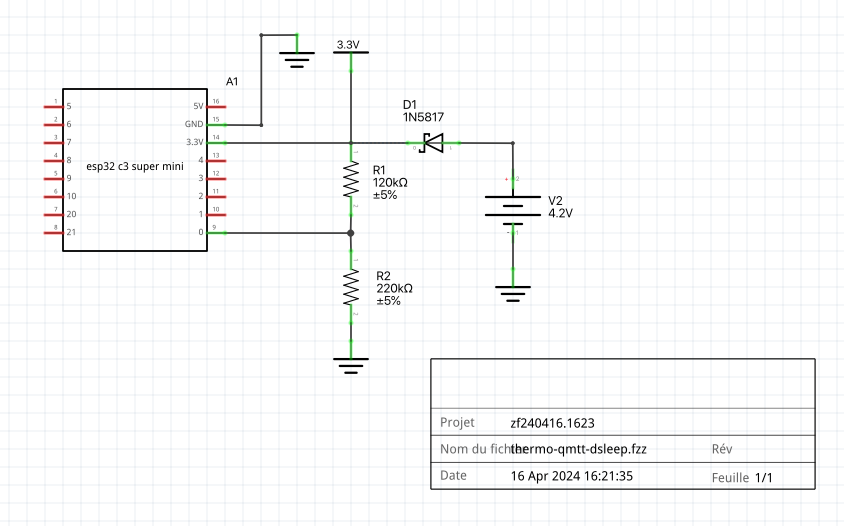 3.3V
A1
D1
1N5817
1 5
5V 16
2 6
GND 15
3 7
3.3V 14
4 8
4 13
esp32 c3 super mini
5 9
3 12
6 10
2 11
7 20
1 10
8 21
0 9
R1
120kΩ
±5%
V2
4.2V
R2
220kΩ
±5%
Projet zf240416.1623
Nom du fichier thermo-qmtt-dsleep.fzz Rév
Date 16 Apr 2024 16:21:35 Feuille 1/1